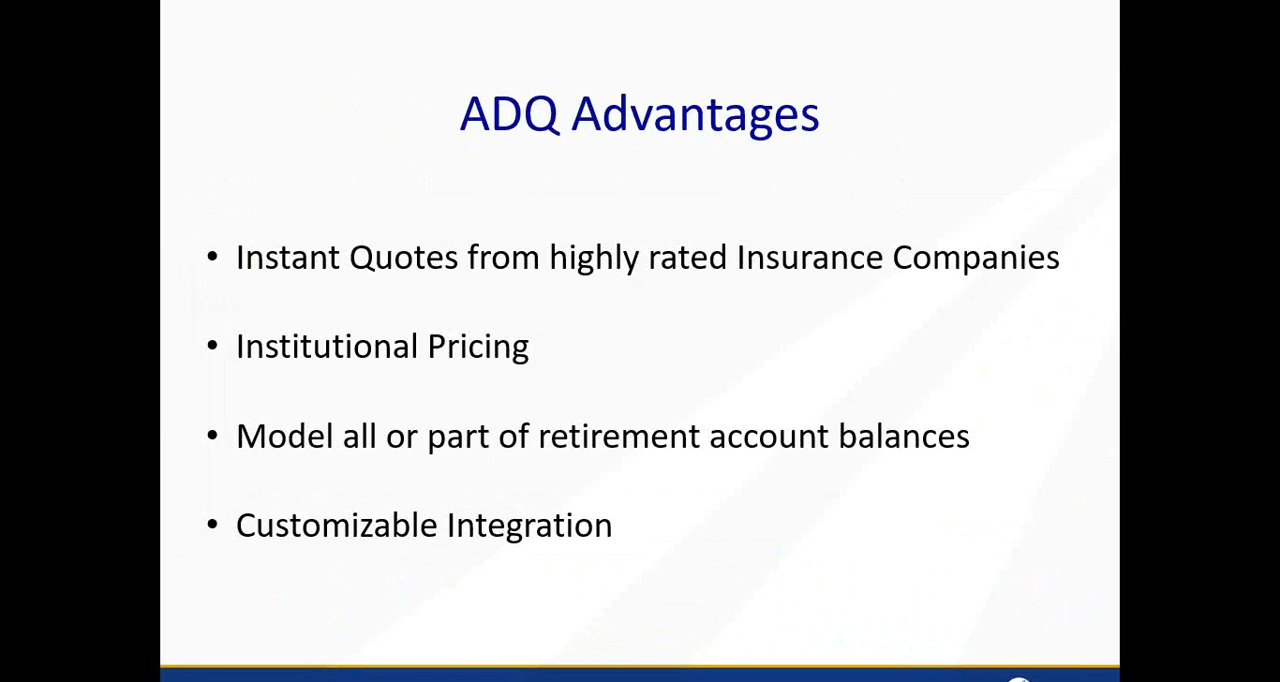 ADQ Advantages
• Instant Quotes from highly rated Insurance Companies
• Institutional Pricing
• Model all or part of retirement account balances
• Customizable Integration